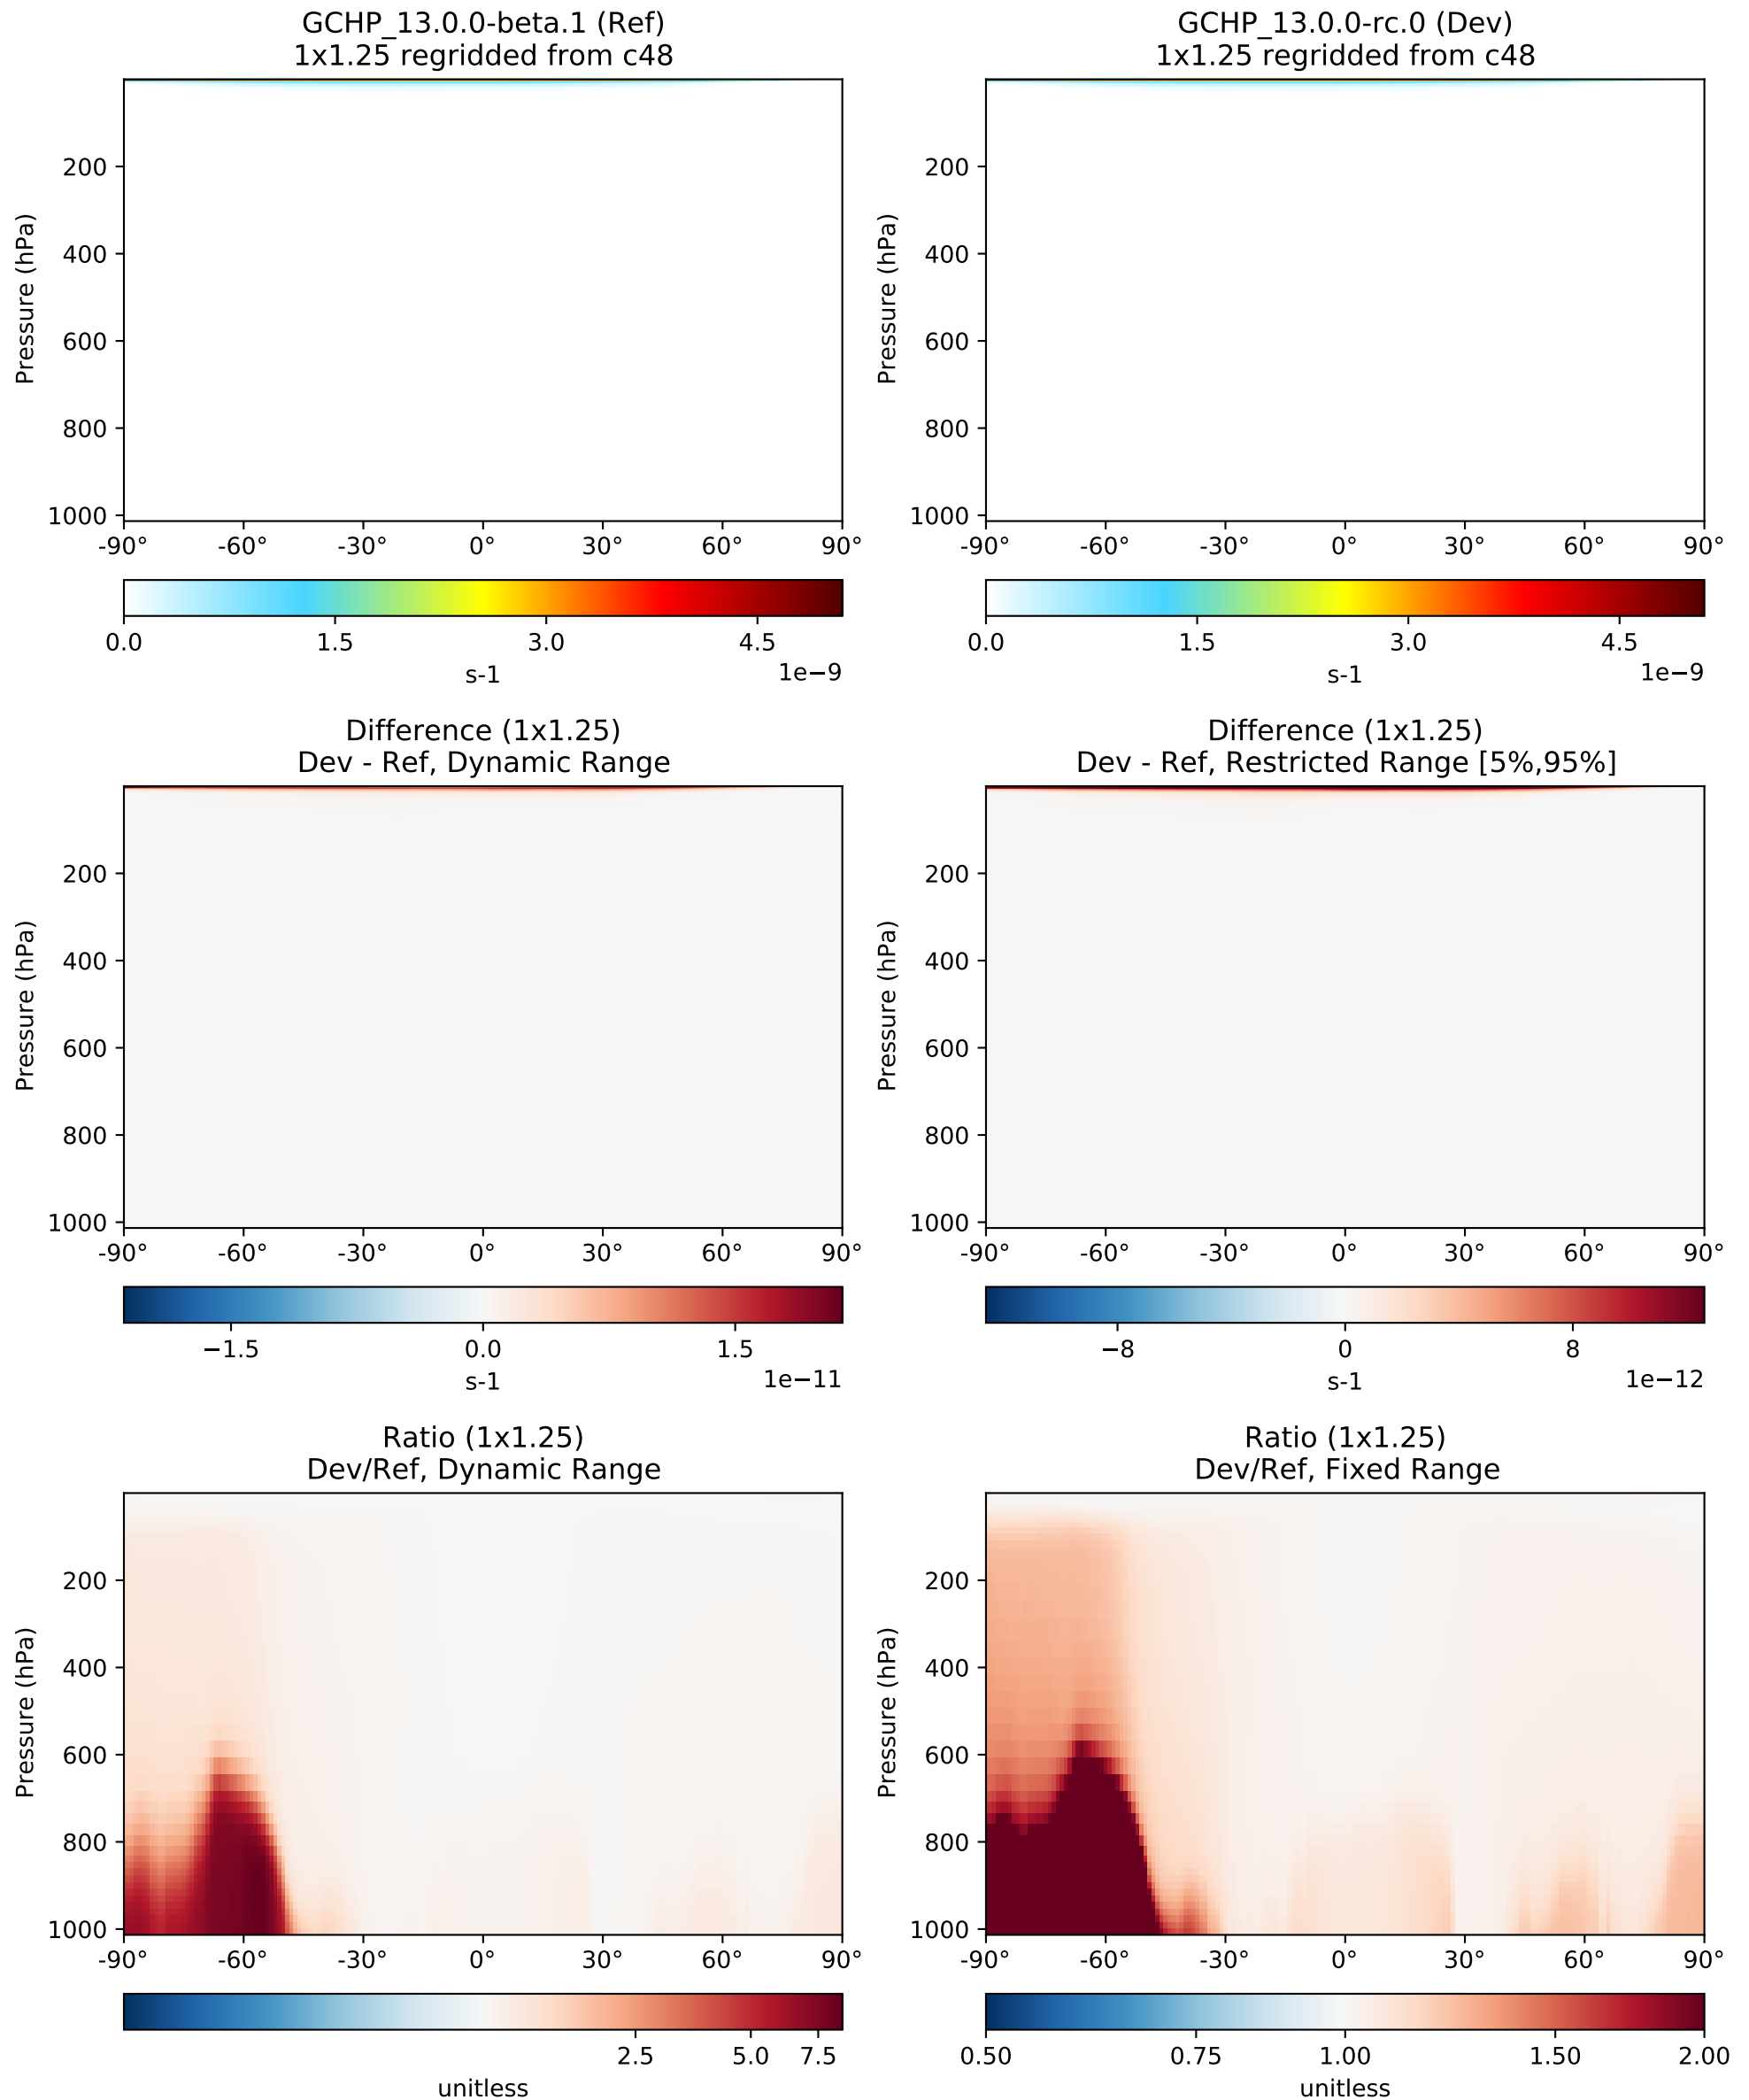 GCHP_13.0.0-beta.1 (Ref)
1x1.25 regridded from c48
Pressure (hPa)
200
400
600
800
1000
-90° -60° -30° 0° 30° 60° 90°
0.0 1.5 3.0 4.5
s-1 1e−9
GCHP_13.0.0-rc.0 (Dev)
1x1.25 regridded from c48
Pressure (hPa)
200
400
600
800
1000
-90° -60° -30° 0° 30° 60° 90°
0.0 1.5 3.0 4.5
s-1 1e−9
Difference (1x1.25)
Dev - Ref, Dynamic Range
Pressure (hPa)
200
400
600
800
1000
-90° -60° -30° 0° 30° 60° 90°
−1.5 0.0 1.5
s-1 1e−11
Difference (1x1.25)
Dev - Ref, Restricted Range [5%,95%]
Pressure (hPa)
200
400
600
800
1000
-90° -60° -30° 0° 30° 60° 90°
−8 0 8
s-1 1e−12
Ratio (1x1.25)
Dev/Ref, Dynamic Range
Pressure (hPa)
200
400
600
800
1000
-90° -60° -30° 0° 30° 60° 90°
2.5 5.0 7.5
unitless
Ratio (1x1.25)
Dev/Ref, Fixed Range
Pressure (hPa)
200
400
600
800
1000
-90° -60° -30° 0° 30° 60° 90°
0.50 0.75 1.00 1.50 2.00
unitless